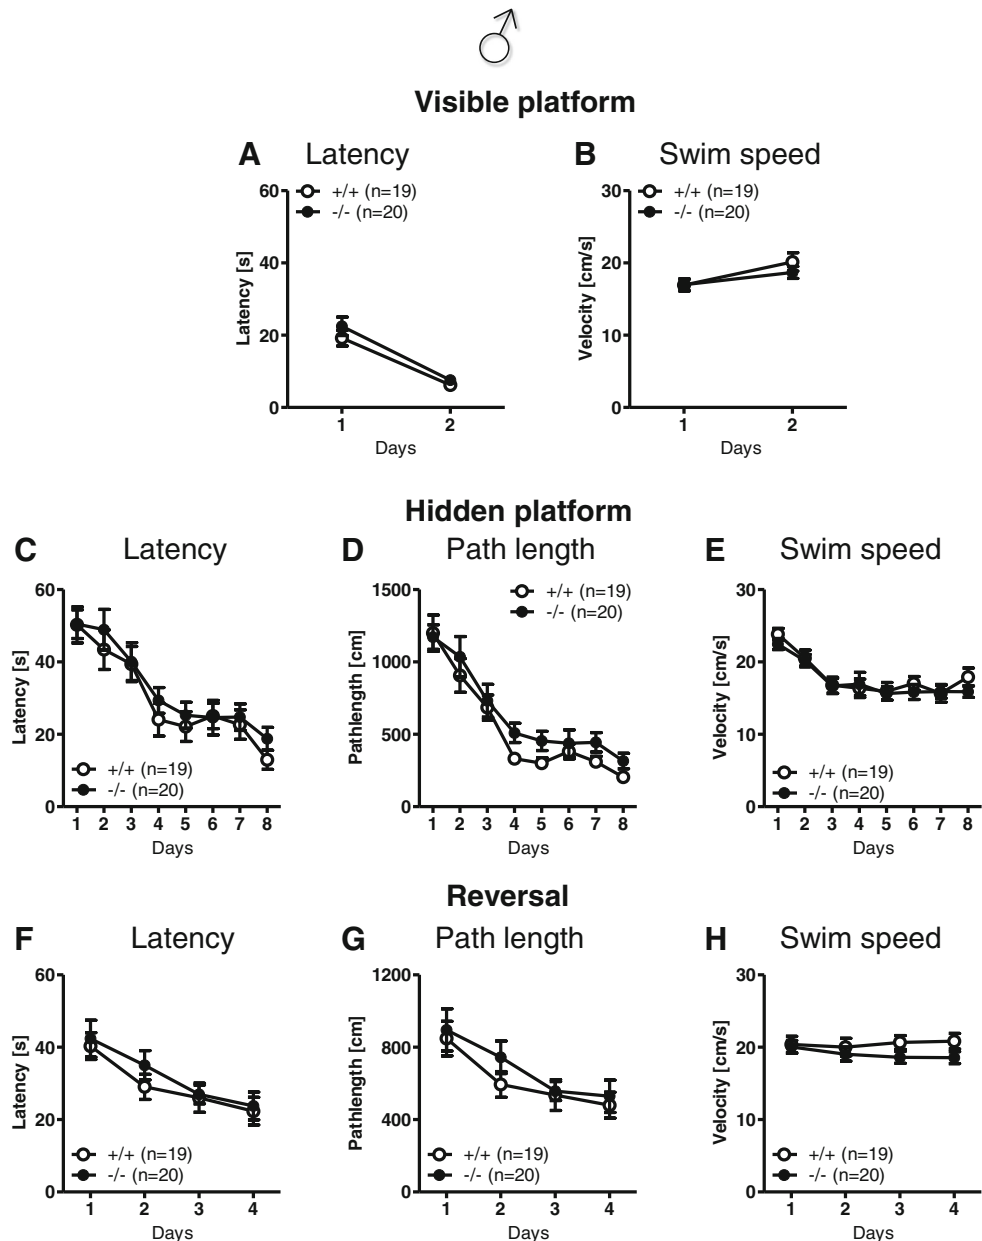 ♂
Visible platform
A Latency
+/+ (n=19)
-/- (n=20)
60
40
20
0
Latency [s]
1 2
Days
B Swim speed
+/+ (n=19)
-/- (n=20)
30
20
10
0
Velocity [cm/s]
1 2
Days
Hidden platform
C Latency
60
40
20
0
Latency [s]
+/+ (n=19)
-/- (n=20)
1 2 3 4 5 6 7 8
Days
D Path length
1500
1000
500
0
Pathlength [cm]
+/+ (n=19)
-/- (n=20)
1 2 3 4 5 6 7 8
Days
E Swim speed
30
20
10
0
Velocity [cm/s]
+/+ (n=19)
-/- (n=20)
1 2 3 4 5 6 7 8
Days
Reversal
F Latency
60
40
20
0
Latency [s]
+/+ (n=19)
-/- (n=20)
1 2 3 4
Days
G Path length
1200
800
400
0
Pathlength [cm]
+/+ (n=19)
-/- (n=20)
1 2 3 4
Days
H Swim speed
30
20
10
0
Velocity [cm/s]
+/+ (n=19)
-/- (n=20)
1 2 3 4
Days